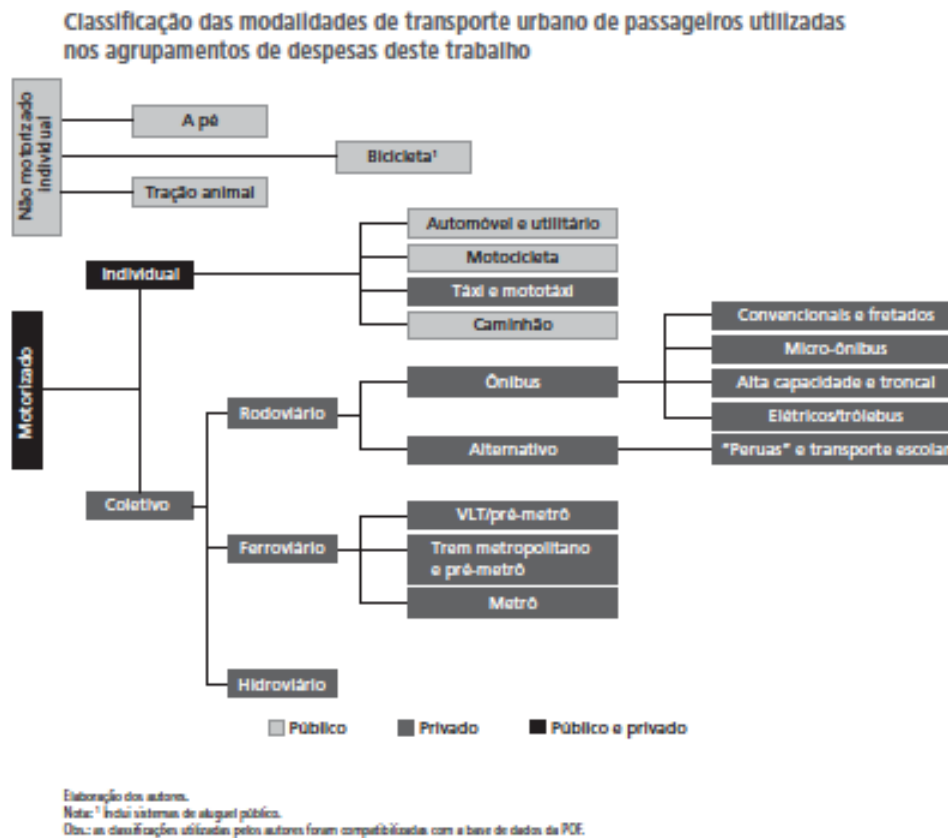 Classificação das modalidades de transporte urbano de passageiros utilizadas
nos agrupamentos de despesas deste trabalho
Não motorizado
individual
A pé
Bicicleta¹
Tração animal
Motorizado
Individual
Automóvel e utilitário
Motocicleta
Táxi e mototáxi
Caminhão
Coletivo
Rodoviário
Ônibus
Convencionais e fretados
Micro-ônibus
Alta capacidade e troncal
Elétricos/trólebus
Alternativo
"Peruas" e transporte escolar
Ferroviário
VLT/pré-metrô
Trem metropolitano
e pré-metrô
Metrô
Hidroviário
Público
Privado
Público e privado
Elaboração dos autores.
Nota: ¹ Inclui sistemas de aluguel público.
Obs.: as classificações utilizadas pelos autores foram compatibilizadas com a base de dados da POF.